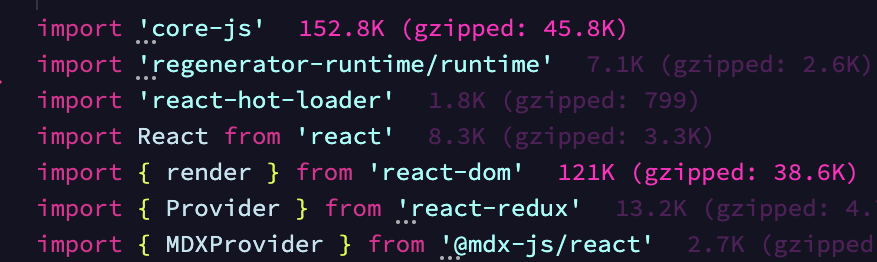 import 'core-js' 152.8K (gzipped: 45.8K)
import 'regenerator-runtime/runtime' 7.1K (gzipped: 2.6K)
import 'react-hot-loader' 1.8K (gzipped: 799)
import React from 'react' 8.3K (gzipped: 3.3K)
import { render } from 'react-dom' 121K (gzipped: 38.6K)
import { Provider } from 'react-redux' 13.2K (gzipped: 4.
import { MDXProvider } from '@mdx-js/react' 2.7K (gzipped